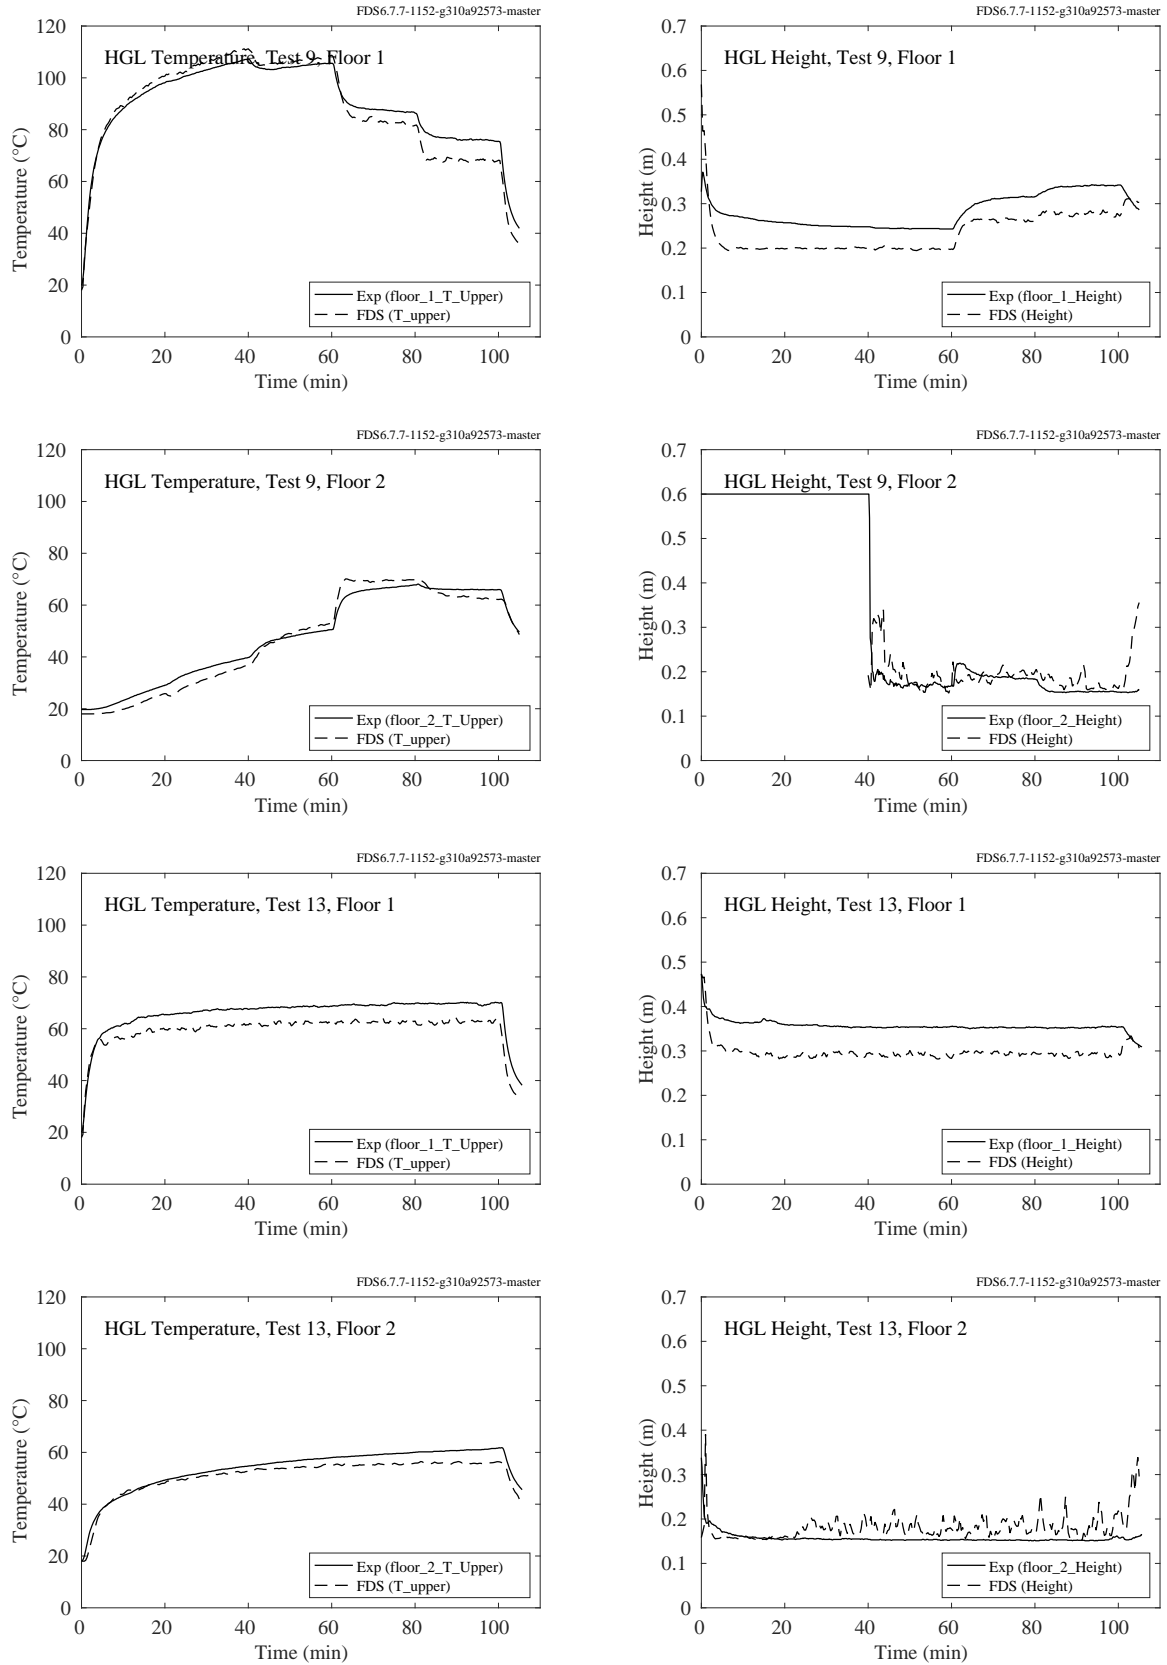 FDS6.7.7-1152-g310a92573-master
HGL Temperature, Test 9, Floor 1
Temperature (°C)
120
100
80
60
40
20
0
Exp (floor_1_T_Upper)
FDS (T_upper)
0 20 40 60 80 100
Time (min)
FDS6.7.7-1152-g310a92573-master
HGL Height, Test 9, Floor 1
Height (m)
0.7
0.6
0.5
0.4
0.3
0.2
0.1
0
Exp (floor_1_Height)
FDS (Height)
0 20 40 60 80 100
Time (min)
FDS6.7.7-1152-g310a92573-master
HGL Temperature, Test 9, Floor 2
Temperature (°C)
120
100
80
60
40
20
0
Exp (floor_2_T_Upper)
FDS (T_upper)
0 20 40 60 80 100
Time (min)
FDS6.7.7-1152-g310a92573-master
HGL Height, Test 9, Floor 2
Height (m)
0.7
0.6
0.5
0.4
0.3
0.2
0.1
0
Exp (floor_2_Height)
FDS (Height)
0 20 40 60 80 100
Time (min)
FDS6.7.7-1152-g310a92573-master
HGL Temperature, Test 13, Floor 1
Temperature (°C)
120
100
80
60
40
20
0
Exp (floor_1_T_Upper)
FDS (T_upper)
0 20 40 60 80 100
Time (min)
FDS6.7.7-1152-g310a92573-master
HGL Height, Test 13, Floor 1
Height (m)
0.7
0.6
0.5
0.4
0.3
0.2
0.1
0
Exp (floor_1_Height)
FDS (Height)
0 20 40 60 80 100
Time (min)
FDS6.7.7-1152-g310a92573-master
HGL Temperature, Test 13, Floor 2
Temperature (°C)
120
100
80
60
40
20
0
Exp (floor_2_T_Upper)
FDS (T_upper)
0 20 40 60 80 100
Time (min)
FDS6.7.7-1152-g310a92573-master
HGL Height, Test 13, Floor 2
Height (m)
0.7
0.6
0.5
0.4
0.3
0.2
0.1
0
Exp (floor_2_Height)
FDS (Height)
0 20 40 60 80 100
Time (min)